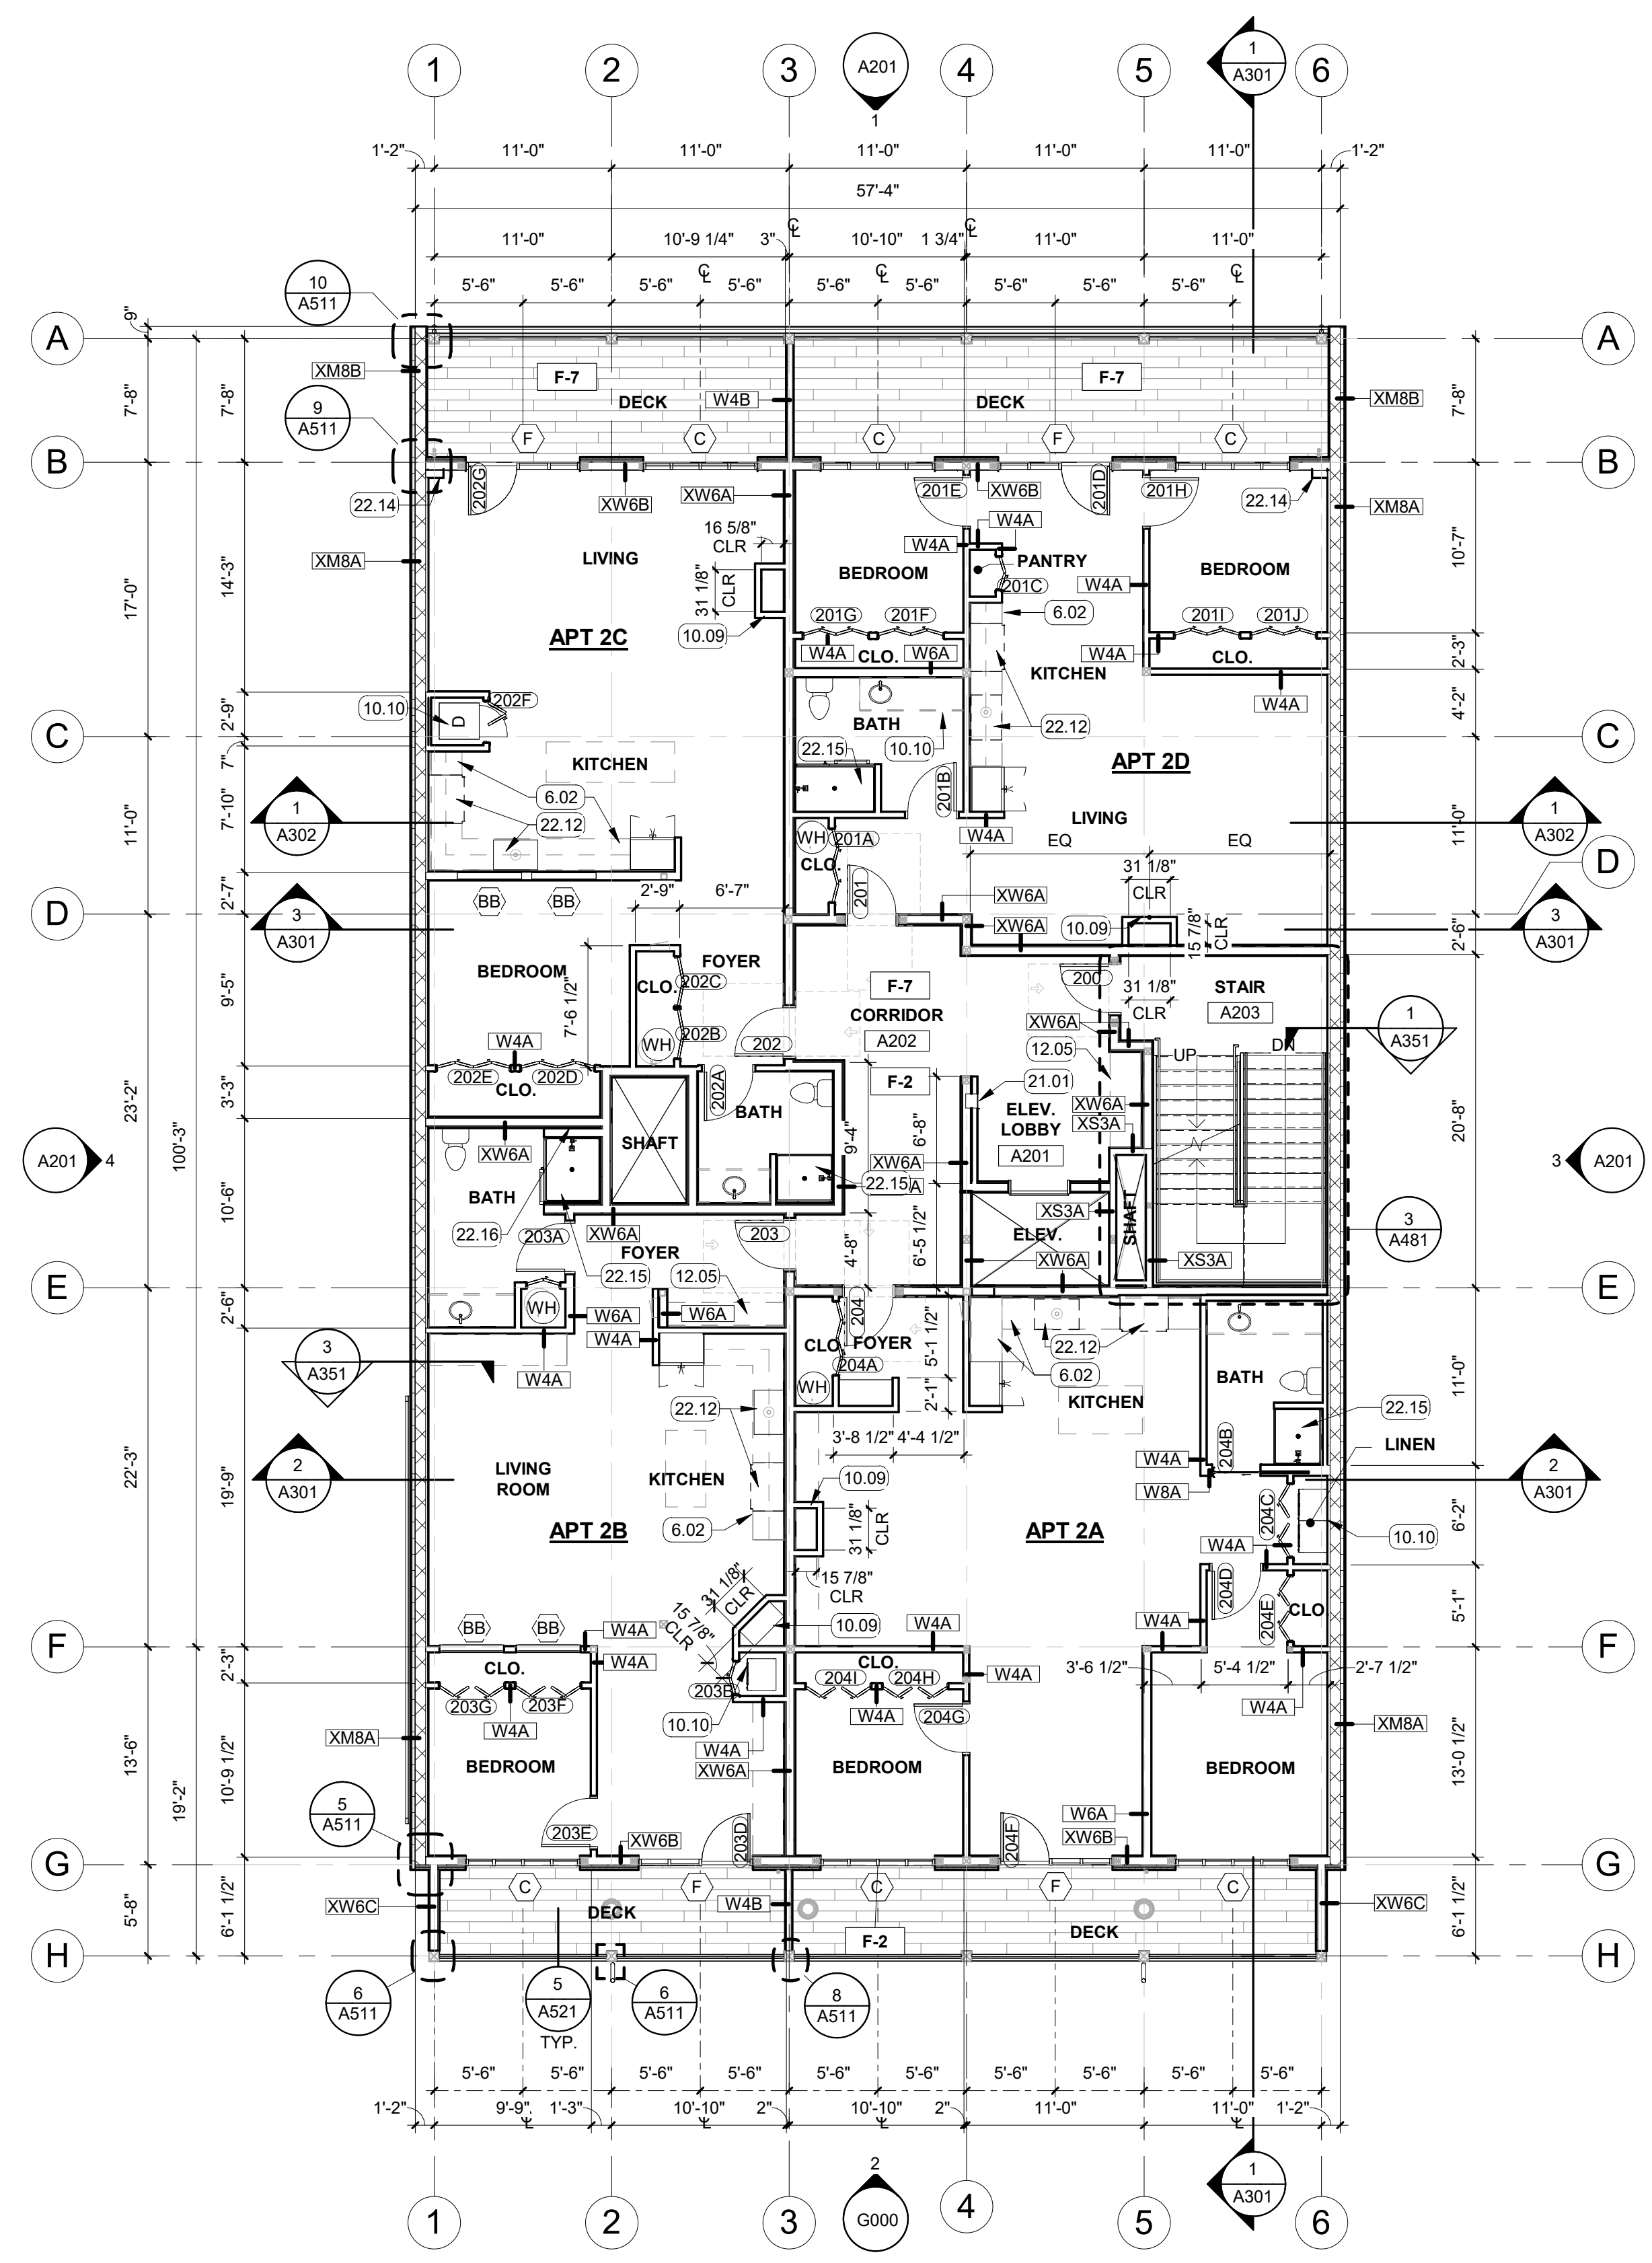 1 2 3 4 5 6
A201
1
1
A301
1'-2" 11'-0" 11'-0" 11'-0" 11'-0" 11'-0" 1'-2"
57'-4"
11'-0" 10'-9 1/4" 3" 10'-10" 1 3/4" 11'-0" 11'-0"
5'-6" 5'-6" 5'-6" 5'-6" 5'-6" 5'-6" 5'-6" 5'-6" 5'-6"
10
A511
9"
A A
XM8B F-7 F-7 XM8B
7'-8" 7'-8" DECK W4B DECK 7'-8"
9
A511
F C C F C
B B
22.14 202G XW6B XW6A 201E XW6B 201D 201H 22.14 XM8A
16 5/8"
CLR
W4A
W4A
XM8A LIVING PANTRY
31 1/8"
CLR
BEDROOM 201C W4A BEDROOM
17'-0" 14'-3" 10'-7"
6.02
201G 201F 201I 201J
APT 2C 10.09
W4A CLO. W6A W4A CLO. 2'-3"
KITCHEN
W4A
10.10 D 202F
2'-9" BATH 22.12 4'-2"
C C
7" KITCHEN 22.15 10.10 APT 2D
6.02
1
A302
7'-10" 11'-0"
22.12 201B
LIVING
1
A302
11'-0"
WH 201A W4A EQ EQ
CLO.
D
31 1/8"
CLR
201
2'-7" BB BB 2'-9" 6'-7" XW6A
D
3
A301
XW6A 10.09 15 7/8"
CLR
3
A301
2'-6"
BEDROOM FOYER
CLO. 202C
200
31 1/8"
CLR
STAIR
A203
9'-5" 7'-6 1/2"
F-7
CORRIDOR
A202
XW6A
1
A351
W4A WH 202B 202 12.05 UP DN
202E 202D
CLO.
3'-3" 202A F-2 21.01
23'-2" 100'-3" BATH ELEV.
LOBBY
XW6A
XS3A
20'-8"
SHAFT 9'-4" 6'-8"
A201
4
XW6A A201 3 A201
XW6A
BATH 22.15
10'-6" XS3A SHAFT
22.16 203A XW6A 203 ELEV. 3
A481
FOYER 4'-8" 6'-5 1/2"
22.15 12.05 XW6A XS3A
E E
2'-6" WH W6A W6A
W4A
204
CLO. FOYER 5'-1 1/2"
22.12
3
A351
W4A 204A 6.02 BATH 11'-0"
WH 2'-1" KITCHEN
22.12 22.15
3'-8 1/2" 4'-4 1/2" LINEN
204B
W4A
2
A301
LIVING
ROOM
KITCHEN 10.09 W8A 2
A301
22'-3" 19'-9" 6'-2"
6.02 31 1/8"
CLR
204C
APT 2B APT 2A 10.10
W4A
31 1/8"
CLR
15 7/8"
CLR
204D
15 7/8"
CLR
204E CLO.
5'-1"
BB BB W4A 10.09 W4A W4A
F F
CLO. W4A CLO. W4A 3'-6 1/2" 5'-4 1/2" 2'-7 1/2"
2'-3" 203B 204I 204H
203G 203F W4A
W4A 10.10 W4A 204G
XM8A W4A XM8A
13'-6" 10'-9 1/2" BEDROOM XW6A BEDROOM BEDROOM 13'-0 1/2"
19'-2"
5
A511
W6A
203E XW6B 203D 204F XW6B
G G
C F C F C
XW6C W4B XW6C
5'-8" 6'-1 1/2" DECK DECK 6'-1 1/2"
F-2
H H
6
A511
5
A521
TYP.
6
A511
8
A511
5'-6" 5'-6" 5'-6" 5'-6" 5'-6" 5'-6" 5'-6" 5'-6" 5'-6" 5'-6"
1'-2" 9'-9" 1'-3" 10'-10" 2" 10'-10" 2" 11'-0" 11'-0" 1'-2"
2
G000
1
A301
1 2 3 4 5 6